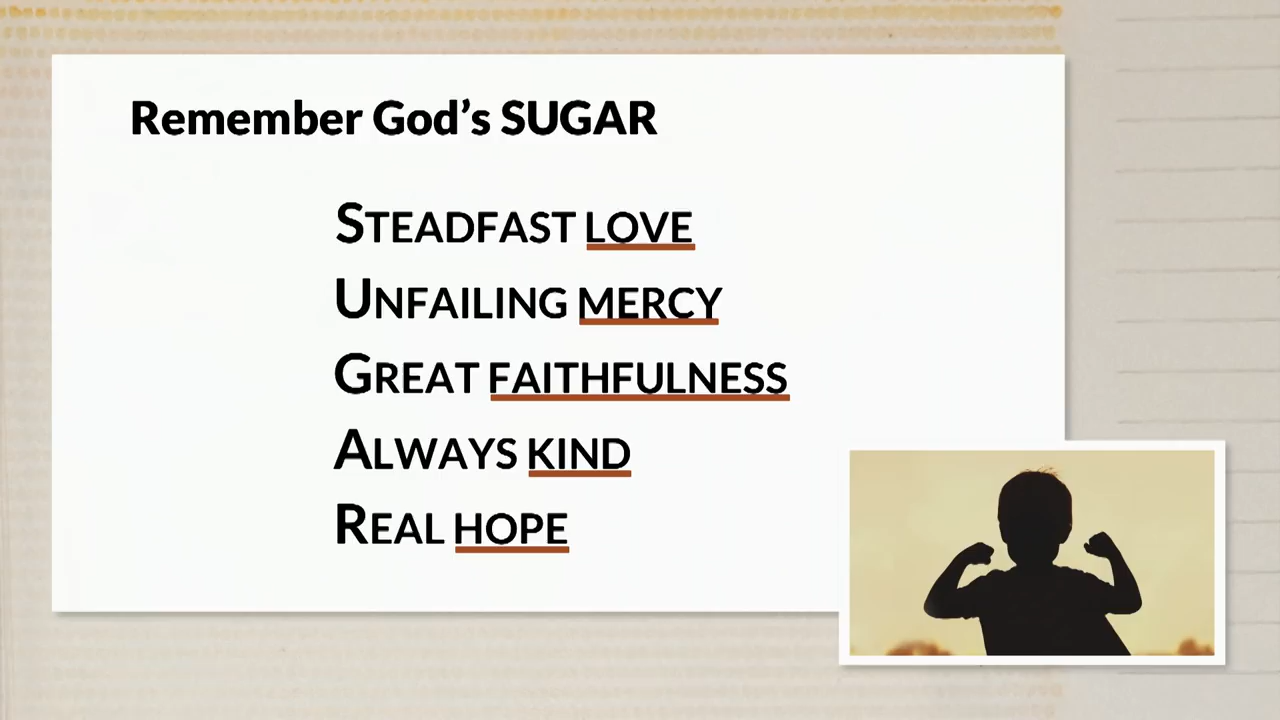 Remember God’s SUGAR
STEADFAST LOVE
UNFAILING MERCY
GREAT FAITHFULNESS
ALWAYS KIND
REAL HOPE